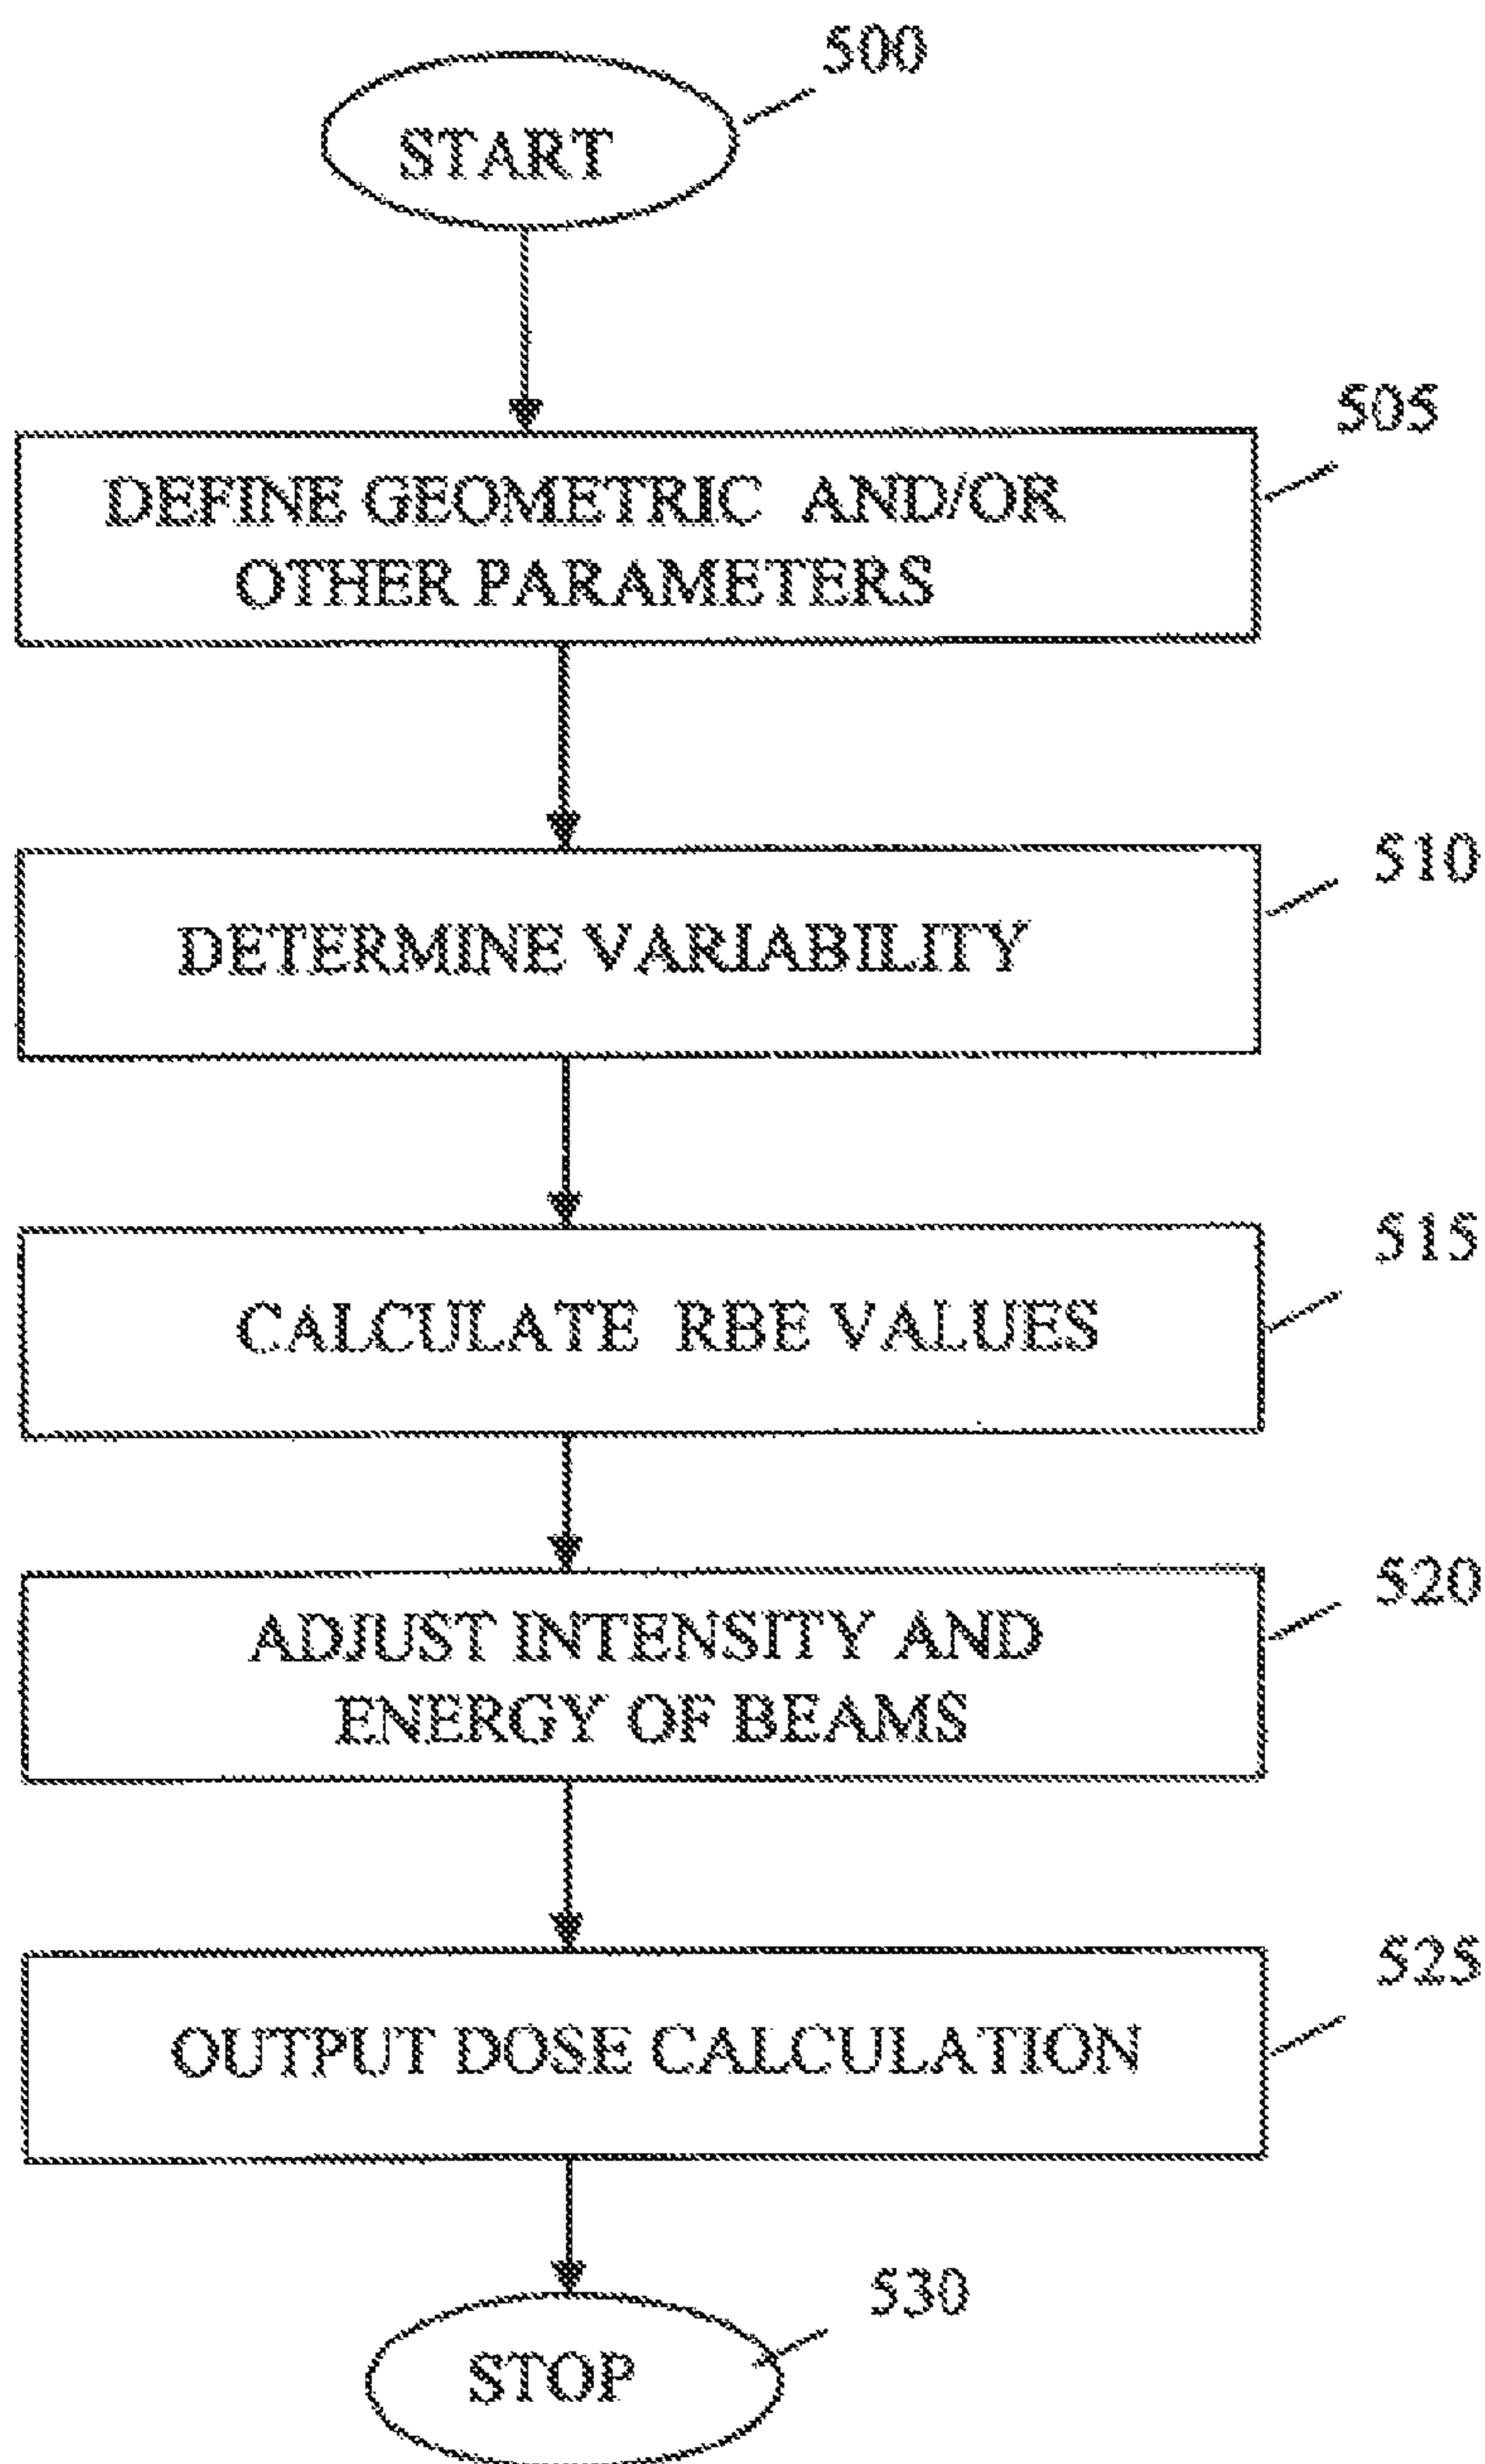 500
START
505
DEFINE GEOMETRIC AND/OR
OTHER PARAMETERS
510
DETERMINE VARIABILITY
515
CALCULATE RBE VALUES
520
ADJUST INTENSITY AND
ENERGY OF BEAMS
525
OUTPUT DOSE CALCULATION
530
STOP